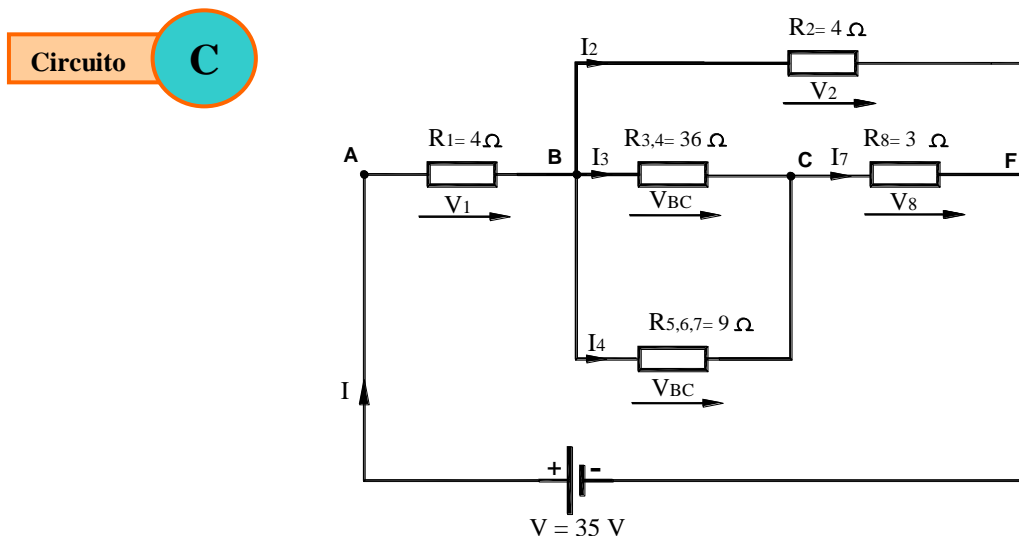 Circuito C
I2
R2= 4 Ω
V2
A
R1= 4 Ω
B
I3
R3,4= 36 Ω
C
I7
R8= 3 Ω
F
V1
VBC
V8
I4
R5,6,7= 9 Ω
VBC
I
+ -
V = 35 V